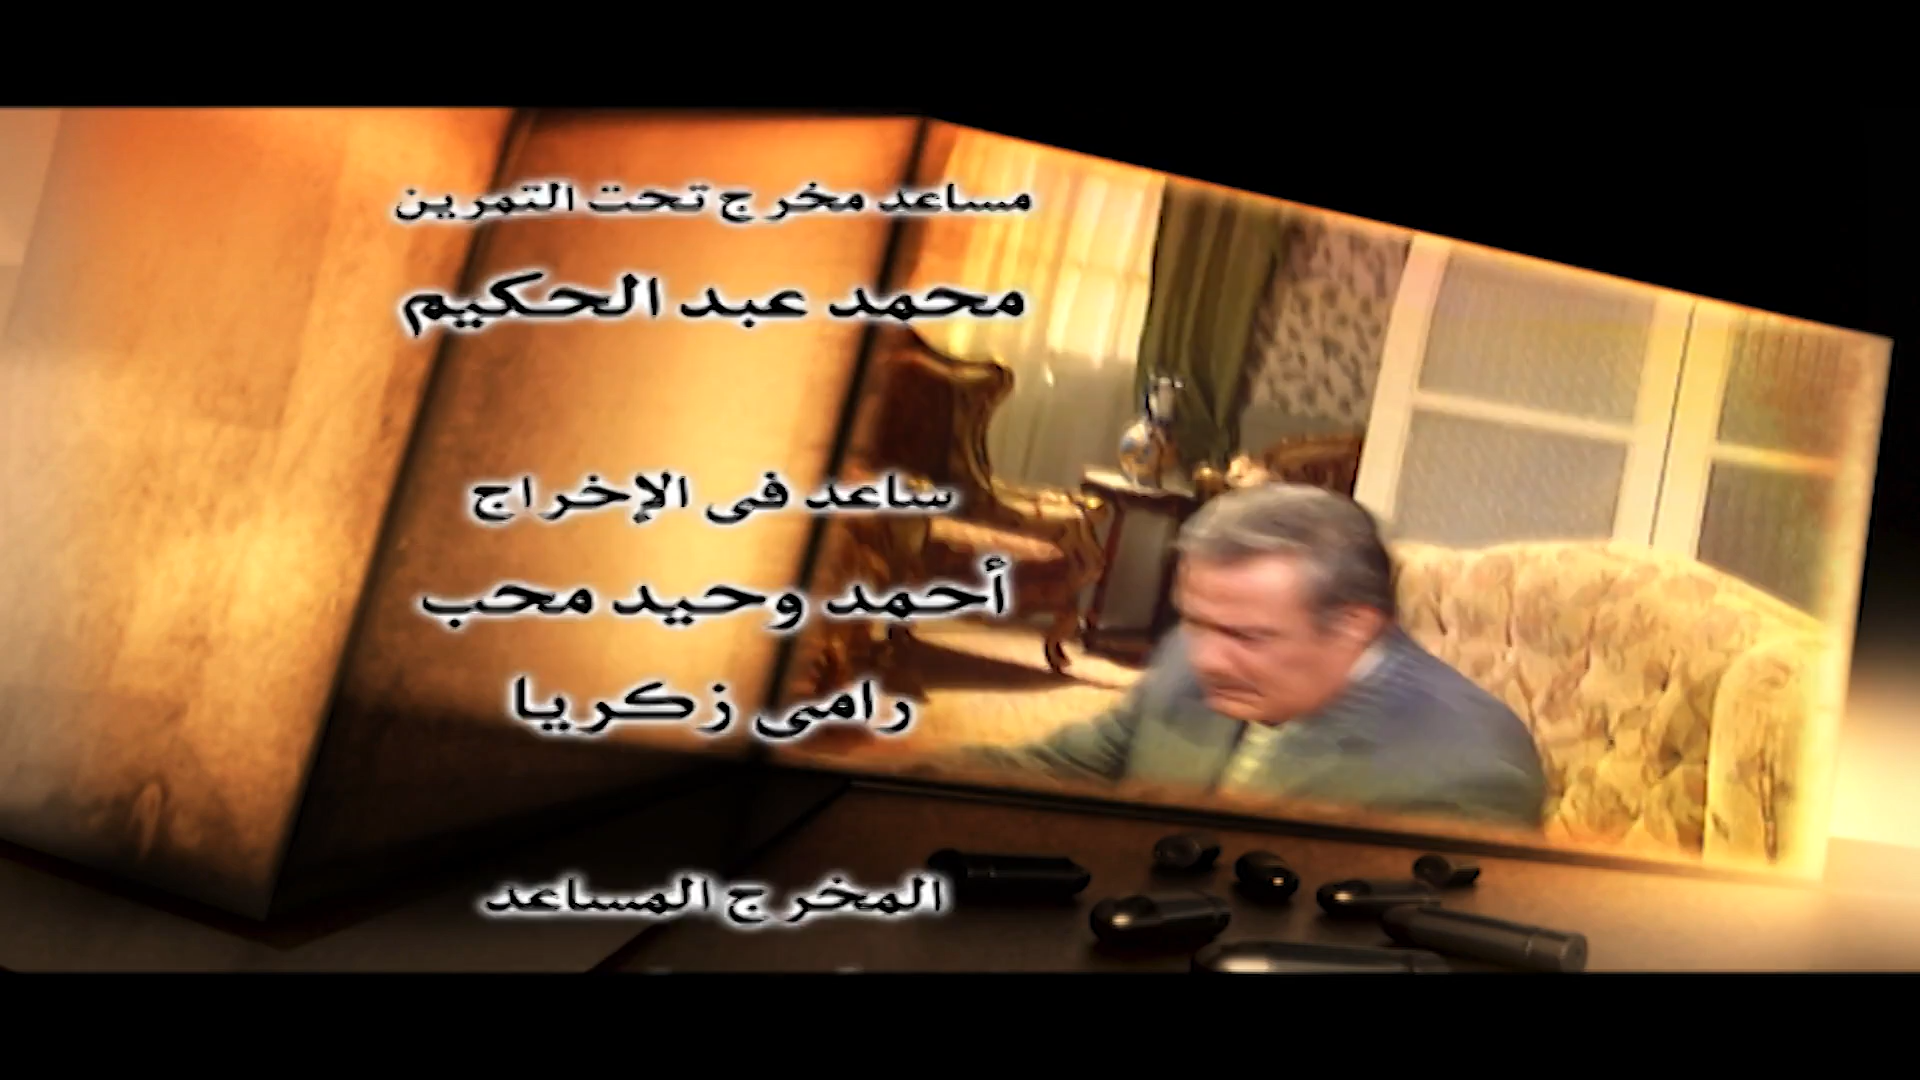 مساعد مخرج تحت التمرين
محمد عبد الحكيم
ساعد فى الإخراج
أحمد وحيد محب
رامى زكريا
المخرج المساعد